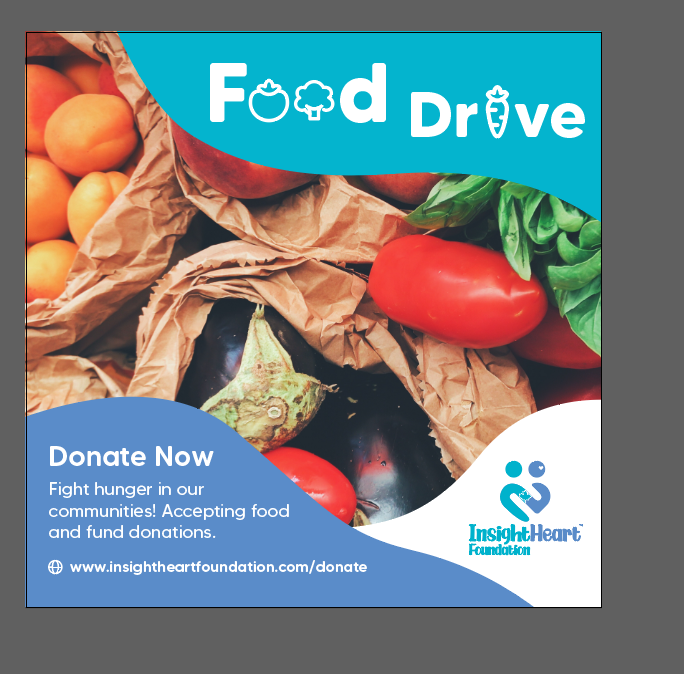 Food Drive
Donate Now
Fight hunger in our
communities! Accepting food
and fund donations.
www.insightheartfoundation.com/donate
InsightHeart™
Foundation